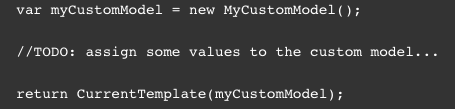 var myCustomModel = new MyCustomModel();
//TODO: assign some values to the custom model...
return CurrentTemplate(myCustomModel);